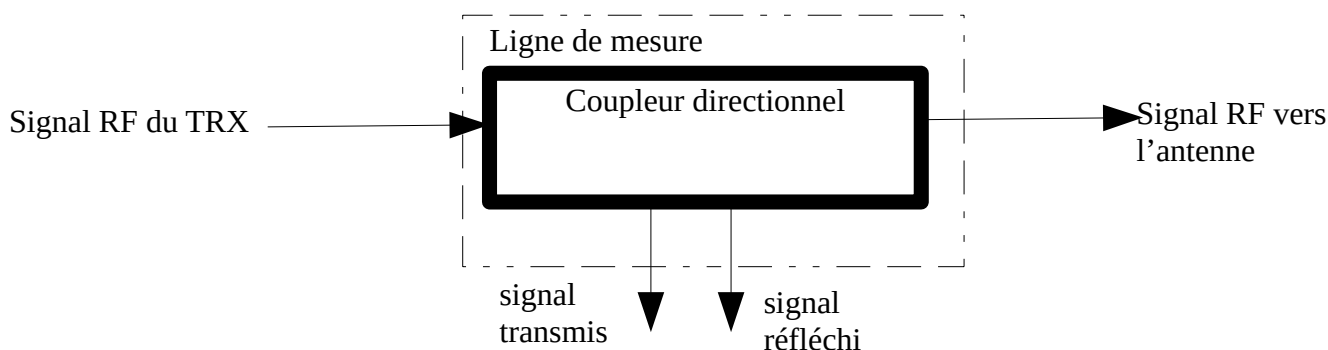 Ligne de mesure
Coupleur directionnel
Signal RF du TRX
Signal RF vers
l’antenne
signal
transmis
signal
réfléchi